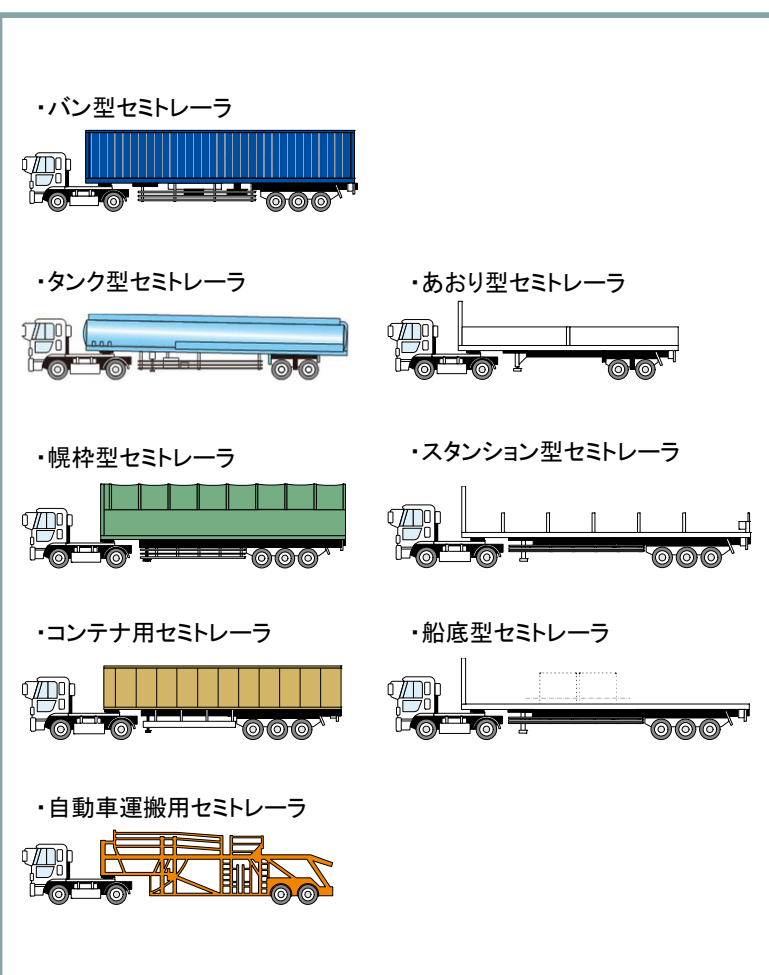 ・バン型セミトレーラ
・タンク型セミトレーラ
・あおり型セミトレーラ
・幌枠型セミトレーラ
・スタンション型セミトレーラ
・コンテナ用セミトレーラ
・船底型セミトレーラ
・自動車運搬用セミトレーラ